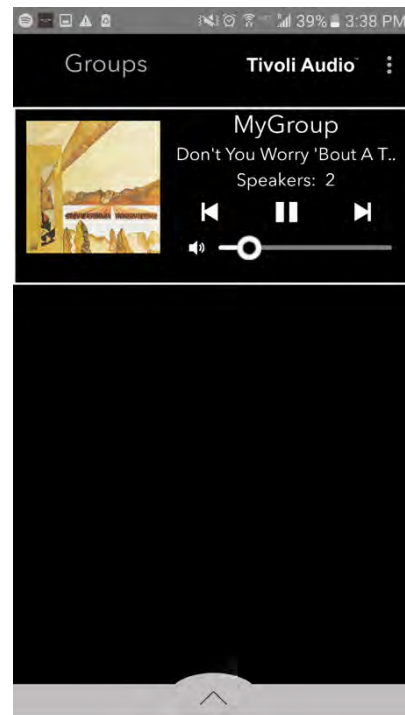 39% 3:38 PM
Groups Tivoli Audio
MyGroup
Don't You Worry 'Bout A T..
Speakers: 2